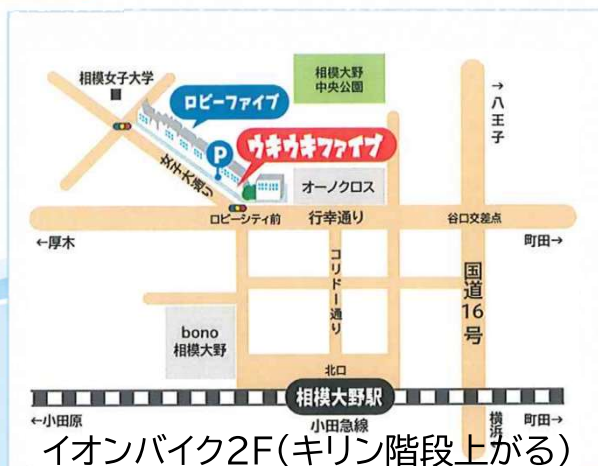 相模女子大学
ロビーファイブ
P
ウキウキファイブ
女子大通り
相模大野
中央公園
→八王子
オーノクロス
ロビーシティ前
行幸通り
谷口交差点
←厚木
町田→
コリドー通り
国道16号
bono
相模大野
北口
相模大野駅
←小田原
小田急線
横浜
町田→
イオンバイク2F(キリン階段上がる)